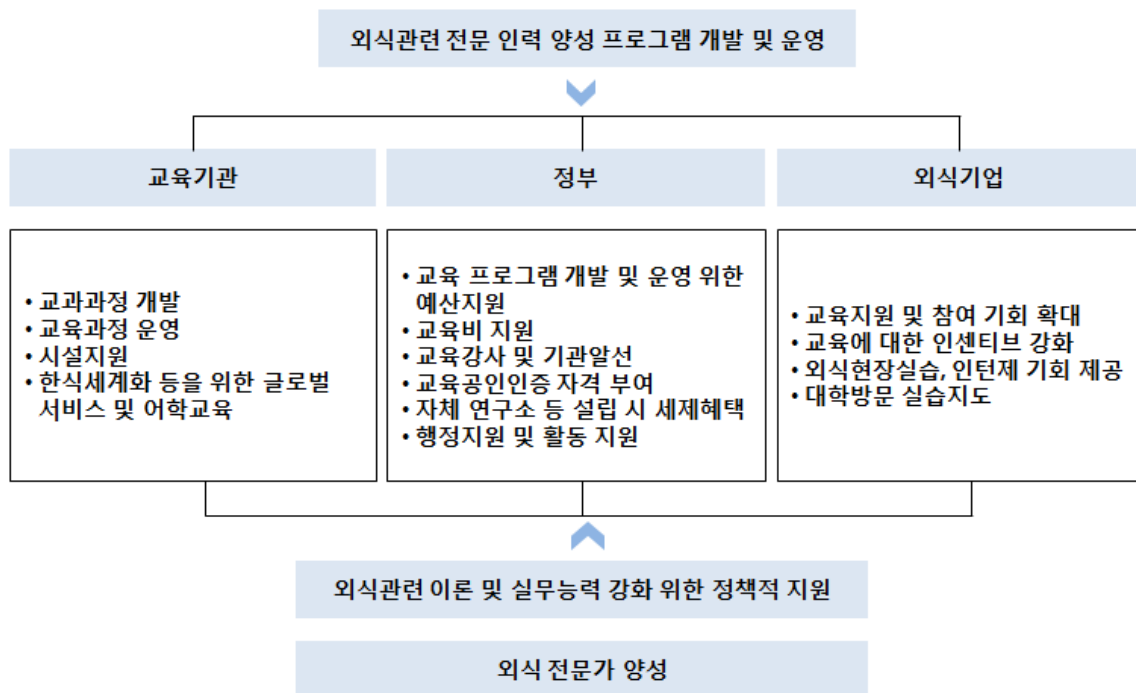 외식관련 전문 인력 양성 프로그램 개발 및 운영
교육기관
정부
외식기업
• 교과과정 개발
• 교육과정 운영
• 시설지원
• 한식세계화 등을 위한 글로벌
서비스 및 어학교육
• 교육 프로그램 개발 및 운영 위한
예산지원
• 교육비 지원
• 교육강사 및 기관알선
• 교육공인인증 자격 부여
• 자체 연구소 등 설립 시 세제혜택
• 행정지원 및 활동 지원
• 교육지원 및 참여 기회 확대
• 교육에 대한 인센티브 강화
• 외식현장실습, 인턴제 기회 제공
• 대학방문 실습지도
외식관련 이론 및 실무능력 강화 위한 정책적 지원
외식 전문가 양성